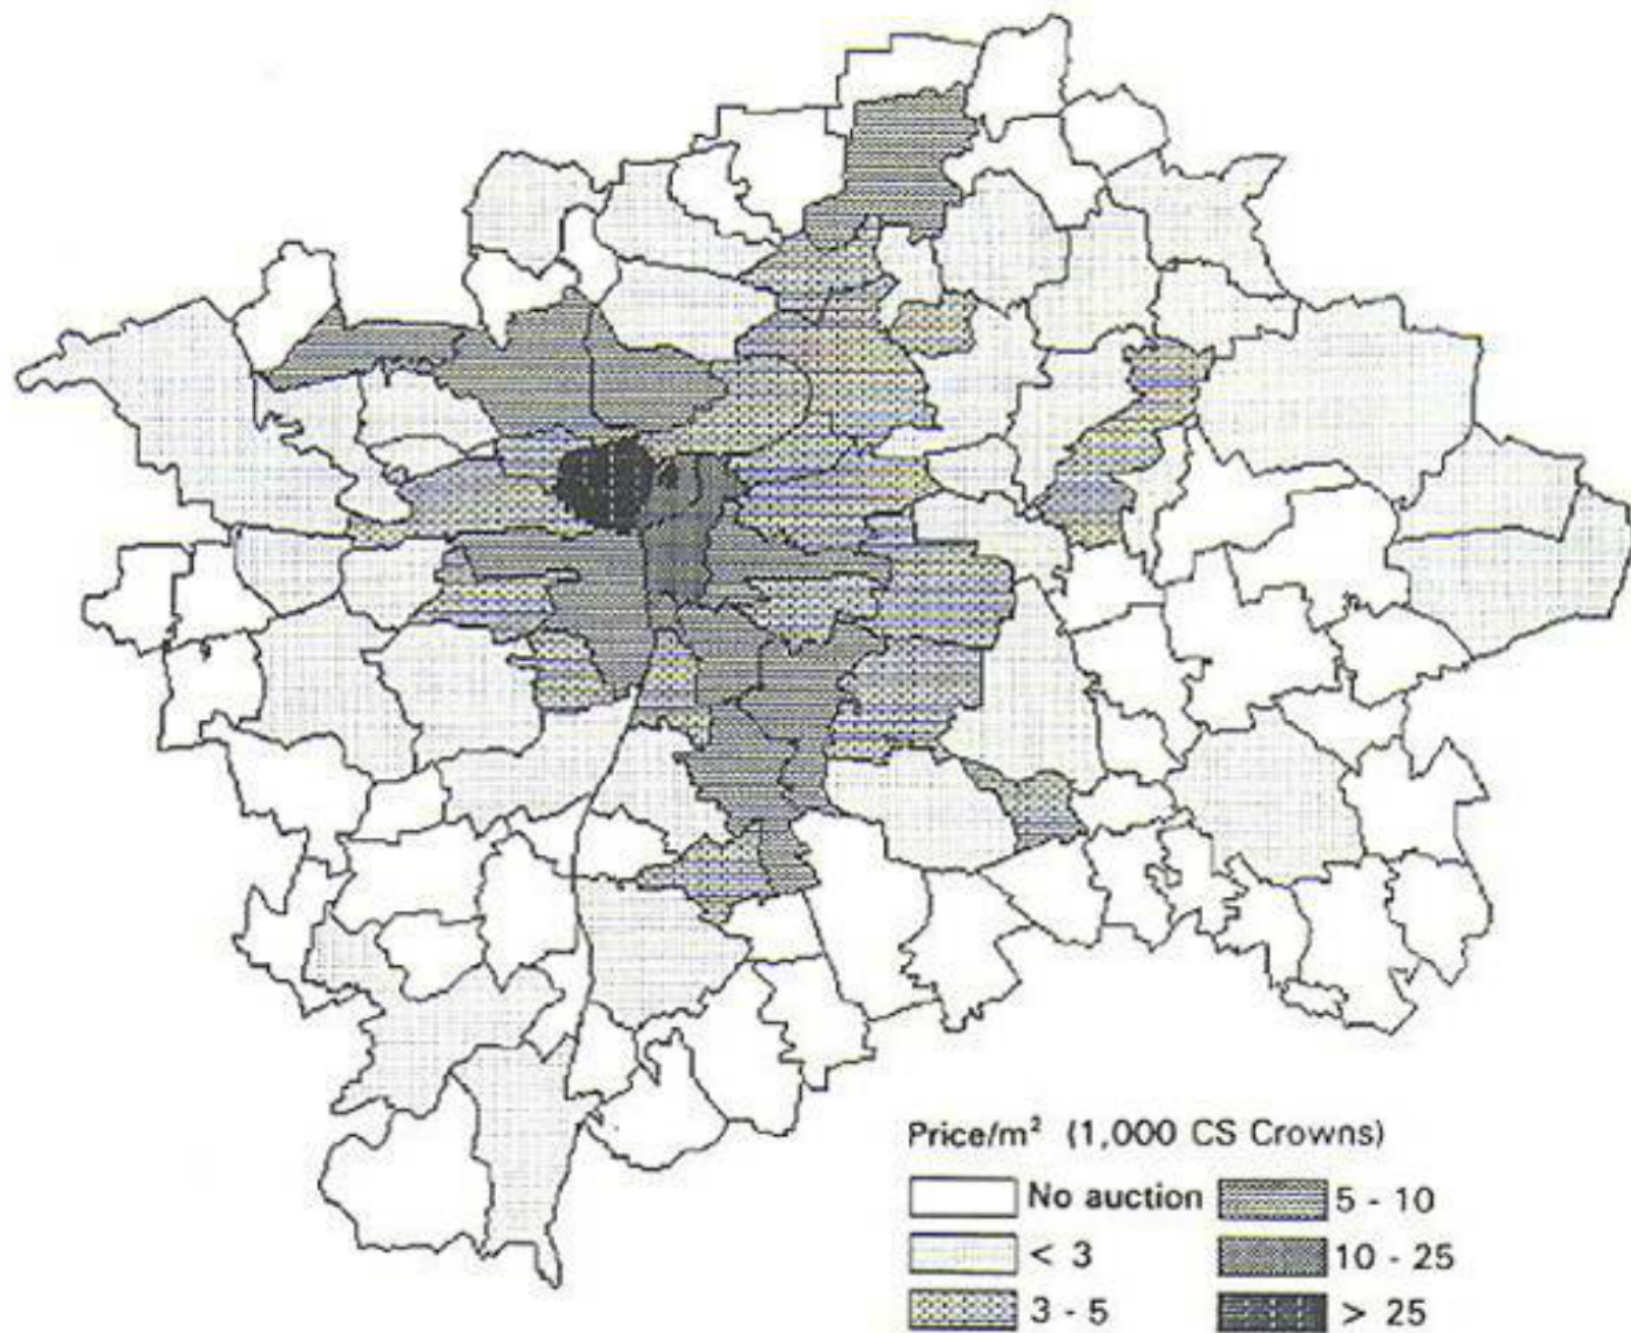 Price/m² (1,000 CS Crowns)
No auction
< 3
3 - 5
5 - 10
10 - 25
> 25